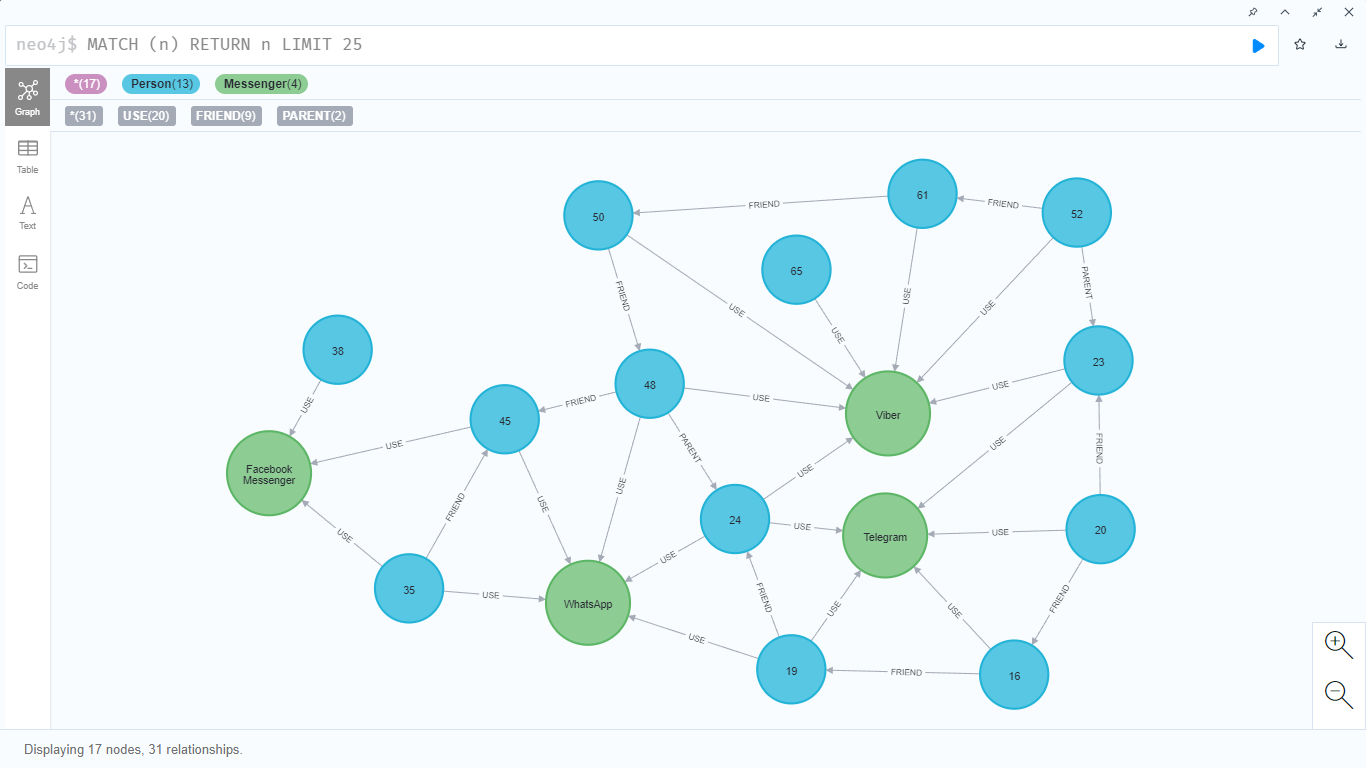 neo4j$ MATCH (n) RETURN n LIMIT 25
*(17) Person(13) Messenger(4)
*(31) USE(20) FRIEND(9) PARENT(2)
Graph
Table
Text
Code
61
52
50
FRIEND
FRIEND
65
PARENT
FRIEND
USE
USE
USE
USE
38
23
48
USE
USE
FRIEND
USE
45
Viber
USE
USE
PARENT
FRIEND
Facebook
Messenger
USE
USE
FRIEND
USE
24
USE
USE
Telegram
USE
20
USE
USE
35
USE
WhatsApp
FRIEND
USE
USE
FRIEND
USE
19
FRIEND
16
Displaying 17 nodes, 31 relationships.